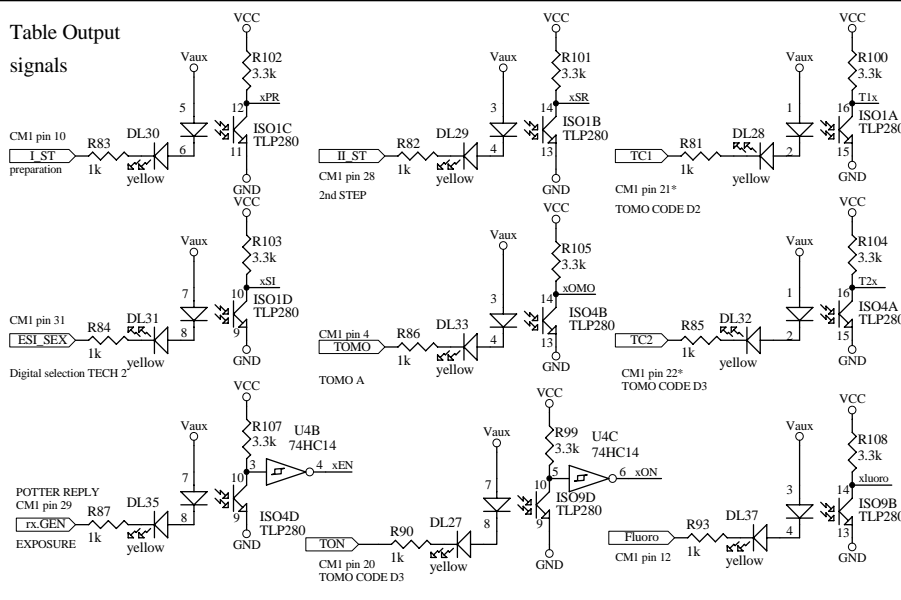 Table Output
signals
VCC
R102
3.3k
Vaux
xPR
5
12
CM1 pin 10
R83
DL30
ISO1C
TLP280
I_ST
6
11
preparation
1k
yellow
GND
VCC
R101
3.3k
Vaux
xSR
3
14
R82
DL29
ISO1B
TLP280
II_ST
4
13
CM1 pin 28
1k
yellow
2nd STEP
GND
VCC
R100
3.3k
Vaux
T1x
1
16
R81
DL28
ISO1A
TLP280
TC1
2
15
1k
yellow
CM1 pin 21*
TOMO CODE D2
GND
VCC
R103
3.3k
Vaux
xSI
7
10
CM1 pin 31
R84
DL31
ISO1D
TLP280
ESI_SEX
8
9
1k
yellow
Digital selection TECH 2
GND
VCC
R105
3.3k
Vaux
xOMO
3
14
CM1 pin 4
R86
DL33
ISO4B
TLP280
TOMO
4
13
1k
yellow
TOMO A
GND
VCC
R104
3.3k
Vaux
T2x
1
16
R85
DL32
ISO4A
TLP280
TC2
2
15
1k
yellow
CM1 pin 22*
TOMO CODE D3
GND
VCC
R107
3.3k
U4B
74HC14
Vaux
3
4
xEN
7
10
POTTER REPLY
CM1 pin 29
R87
DL35
ISO4D
TLP280
rx.GEN
8
9
EXPOSURE
1k
yellow
GND
VCC
R99
3.3k
U4C
74HC14
Vaux
5
6
xON
7
10
R90
DL27
ISO9D
TLP280
TON
8
9
1k
yellow
CM1 pin 20
TOMO CODE D3
GND
VCC
R108
3.3k
Vaux
xluoro
3
14
R93
DL37
ISO9B
TLP280
Fluoro
4
13
1k
yellow
CM1 pin 12
GND